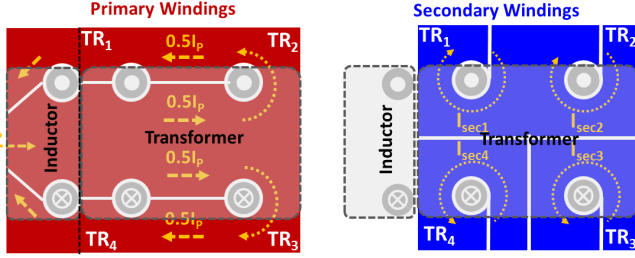 Primary Windings
TR1
0.5IP
TR2
0.5IP
Inductor
Transformer
0.5IP
0.5IP
TR4
TR3
Secondary Windings
TR1
TR2
Inductor
Isec1
Isec2
Transformer
Isec4
Isec3
TR4
TR3